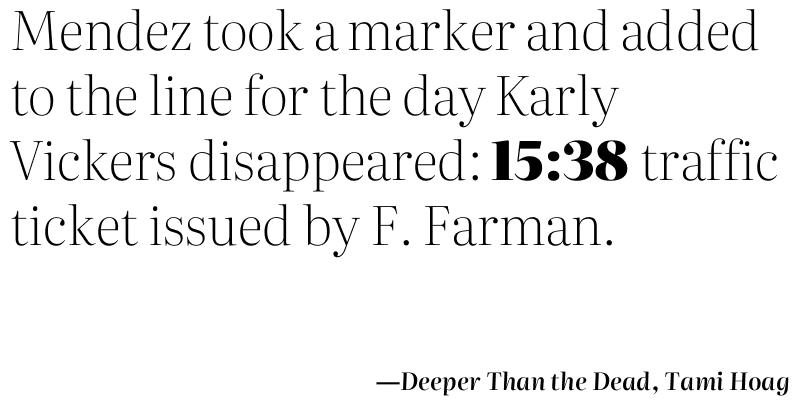 Mendez took a marker and added
to the line for the day Karly
Vickers disappeared: 15:38 traffic
ticket issued by F. Farman.
—Deeper Than the Dead, Tami Hoag